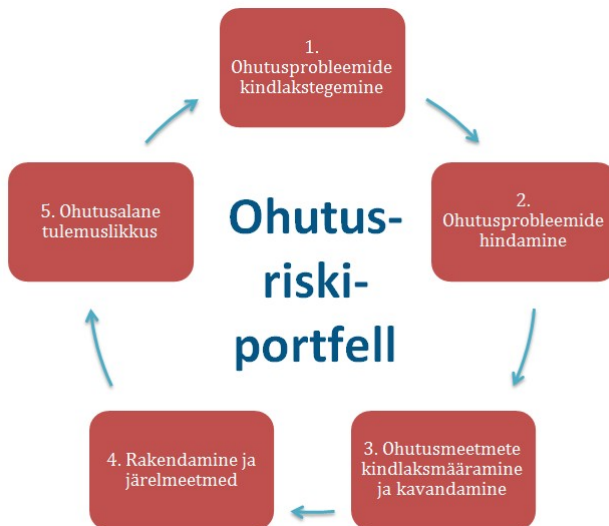 1.
Ohutusprobleemide
kindlakstegemine
2.
Ohutusprobleemide
hindamine
3. Ohutusmeetmete
kindlaksmääramine
ja kavandamine
4. Rakendamine ja
järelmeetmed
5. Ohutusalane
tulemuslikkus
Ohutus-
riski-
portfell